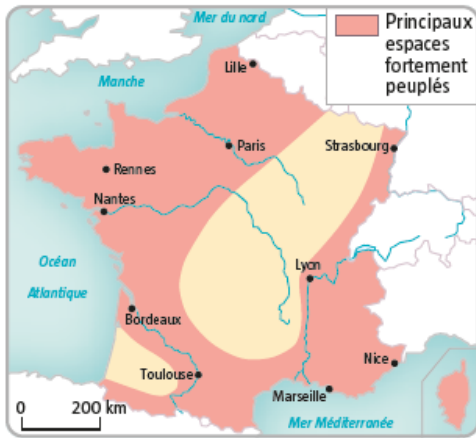 Mer du nord
Principaux
espaces
fortement
peuplés
Lille
Manche
Paris
Strasbourg
Rennes
Nantes
Océan
Atlantique
Lyon
Bordeaux
Toulouse
Nice
Marseille
0 200 km
Mer Méditerranée